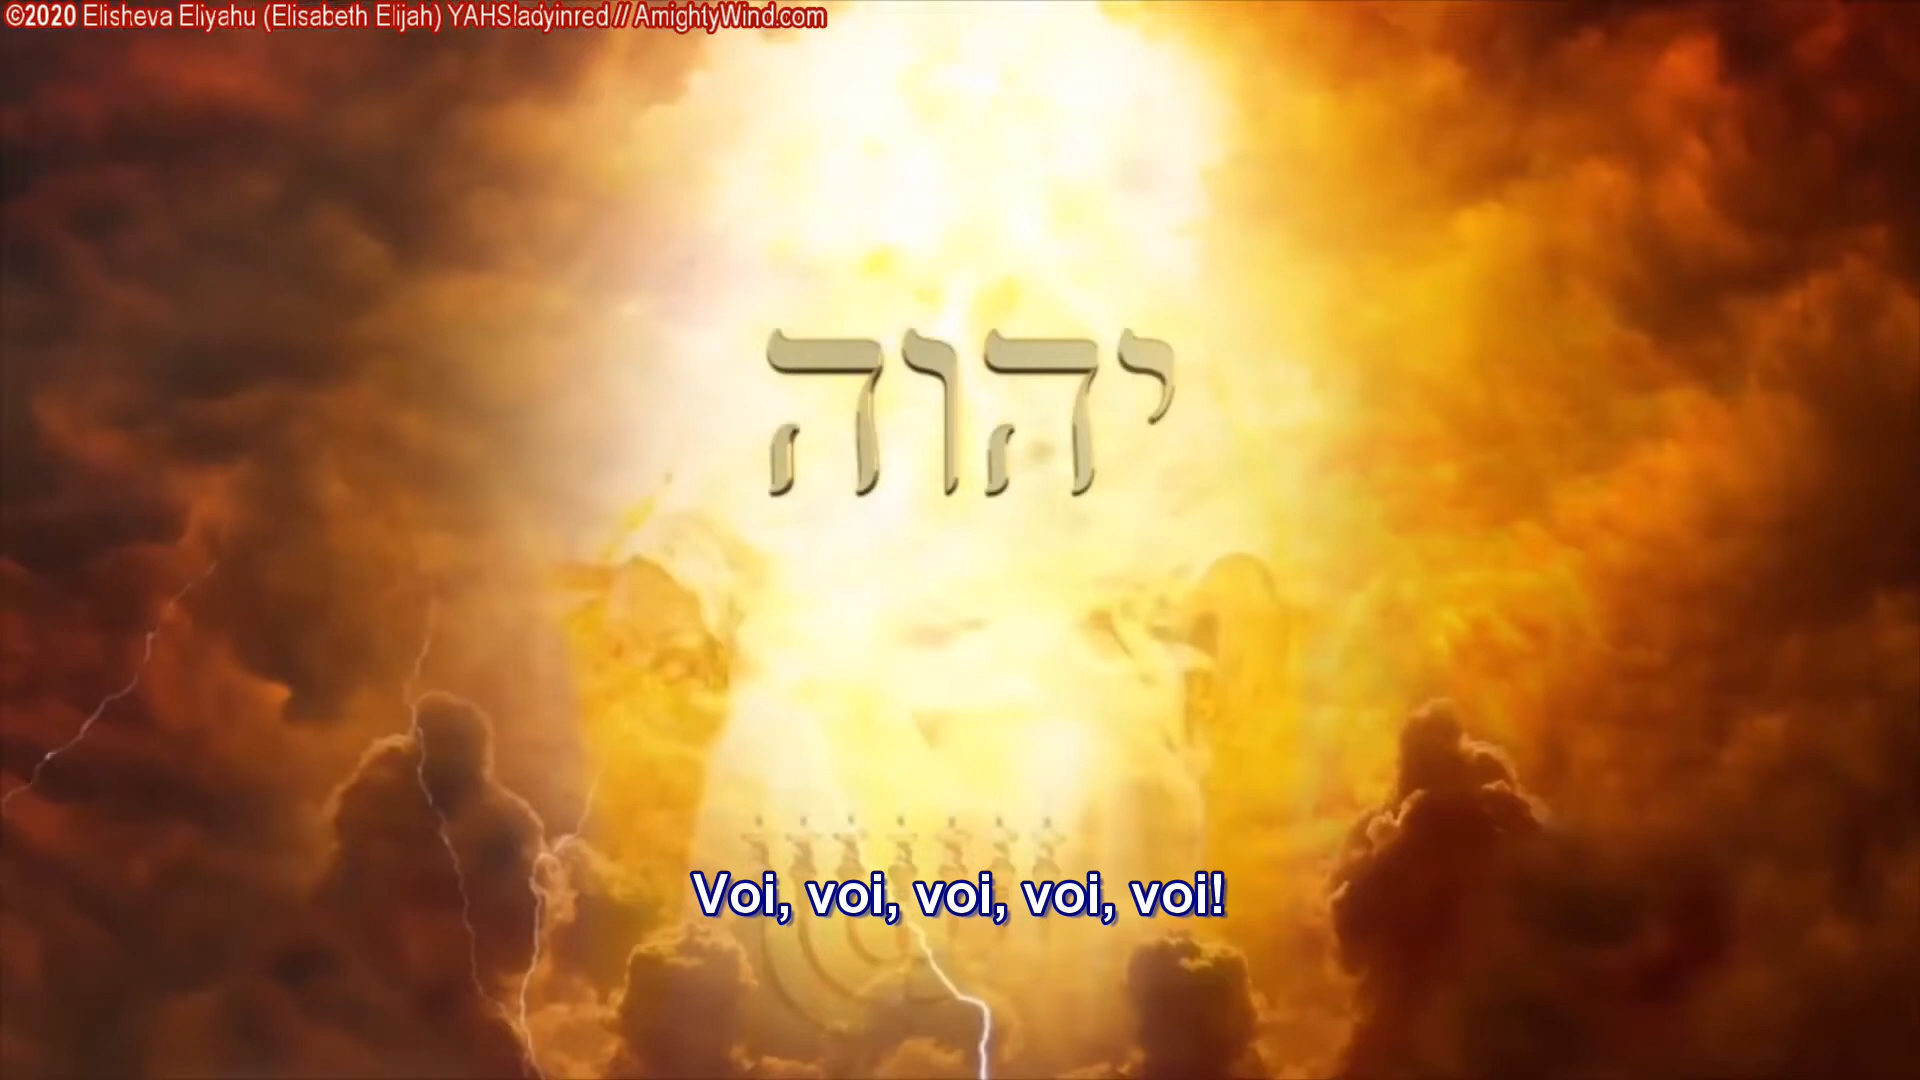 ©2020 Elisheva Eliyahu (Elisabeth Elijah) YAHSladyinred // AmightyWind.com
יהוה
Voi, voi, voi, voi, voi!